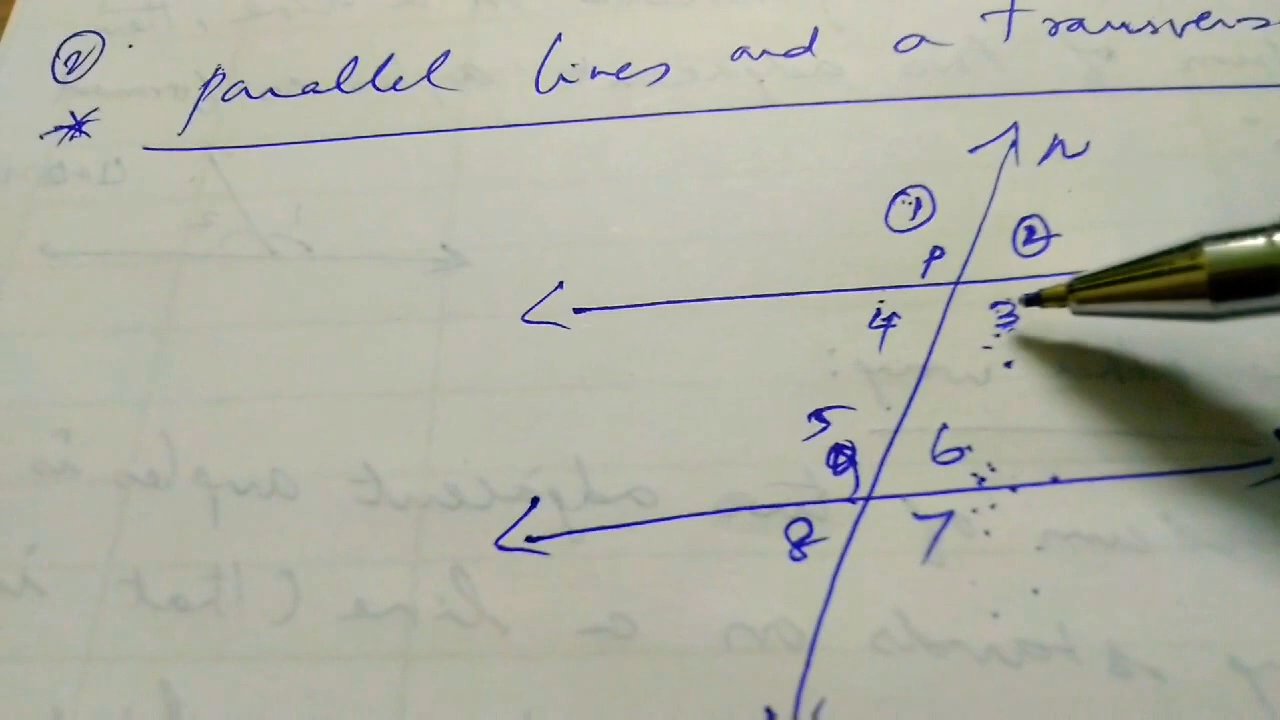 ②
* parallel lines and a transvers
n
① ②
P
4 3
5 6
Q
8 7